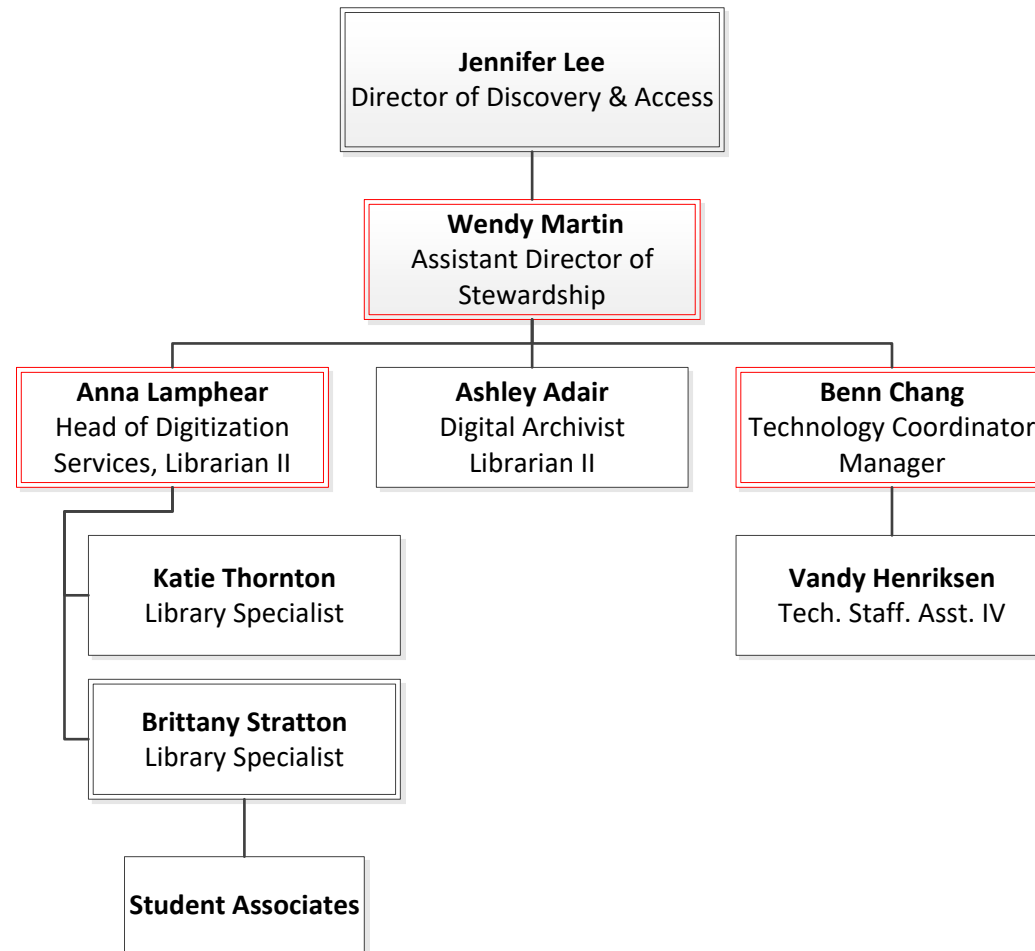 Jennifer Lee
Director of Discovery & Access
Wendy Martin
Assistant Director of
Stewardship
Anna Lamphear
Head of Digitization
Services, Librarian II
Ashley Adair
Digital Archivist
Librarian II
Benn Chang
Technology Coordinator
Manager
Katie Thornton
Library Specialist
Vandy Henriksen
Tech. Staff. Asst. IV
Brittany Stratton
Library Specialist
Student Associates